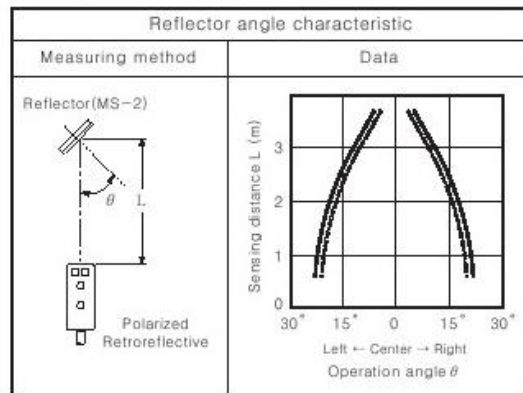 Reflector angle characteristic
Measuring method
Data
Reflector(MS-2)
θ
L
Polarized
Retroreflective
Sensing distance L (m)
3
2
1
0
30° 15° 0 15° 30°
Left ← Center → Right
Operation angle θ